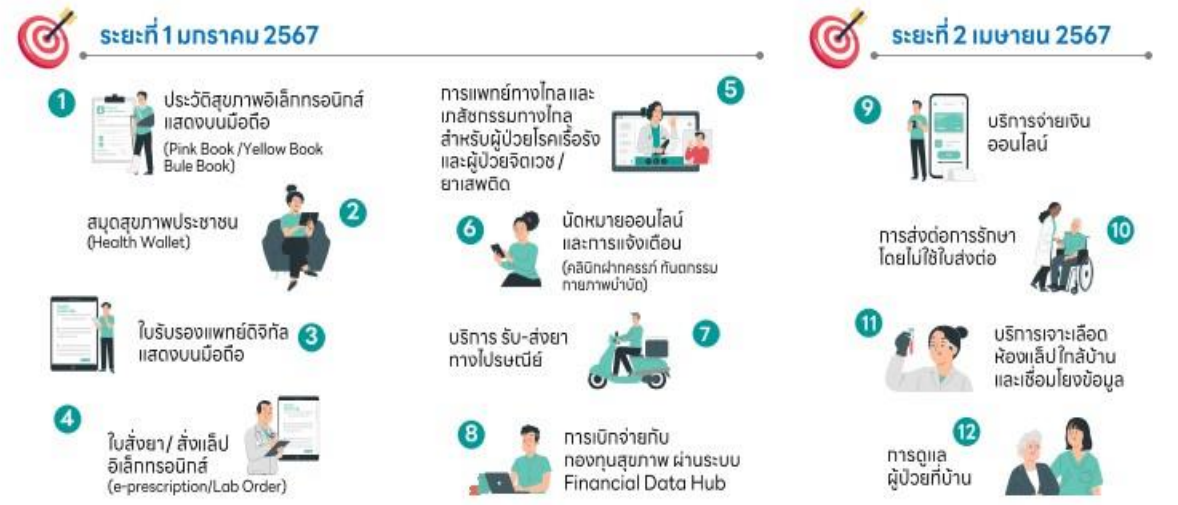 ระยะที่ 1 มกราคม 2567
1
ประวัติสุขภาพอิเล็กทรอนิกส์
แสดงบนมือถือ
(Pink Book /Yellow Book
Bule Book)
สมุดสุขภาพประชาชน
(Health Wallet)
2
ใบรับรองแพทย์ดิจิทัล
แสดงบนมือถือ
3
4
ใบสั่งยา/ สั่งแล็ป
อิเล็กทรอนิกส์
(e-prescription/Lab Order)
การแพทย์ทางไกล และ
เภสัชกรรมทางไกล
สำหรับผู้ป่วยโรคเรื้อรัง
และผู้ป่วยจิตเวช /
ยาเสพติด
5
6
นัดหมายออนไลน์
และการแจ้งเตือน
(คลินิกฝากครรภ์ ทันตกรรม
กายภาพบำบัด)
บริการ รับ-ส่งยา
ทางไปรษณีย์
7
8
การเบิกจ่ายกับ
กองทุนสุขภาพ ผ่านระบบ
Financial Data Hub
ระยะที่ 2 เมษายน 2567
9
บริการจ่ายเงิน
ออนไลน์
การส่งต่อการรักษา
โดยไม่ใช้ใบส่งต่อ
10
11
บริการเจาะเลือด
ห้องแล็ปใกล้บ้าน
และเชื่อมโยงข้อมูล
12
การดูแล
ผู้ป่วยที่บ้าน